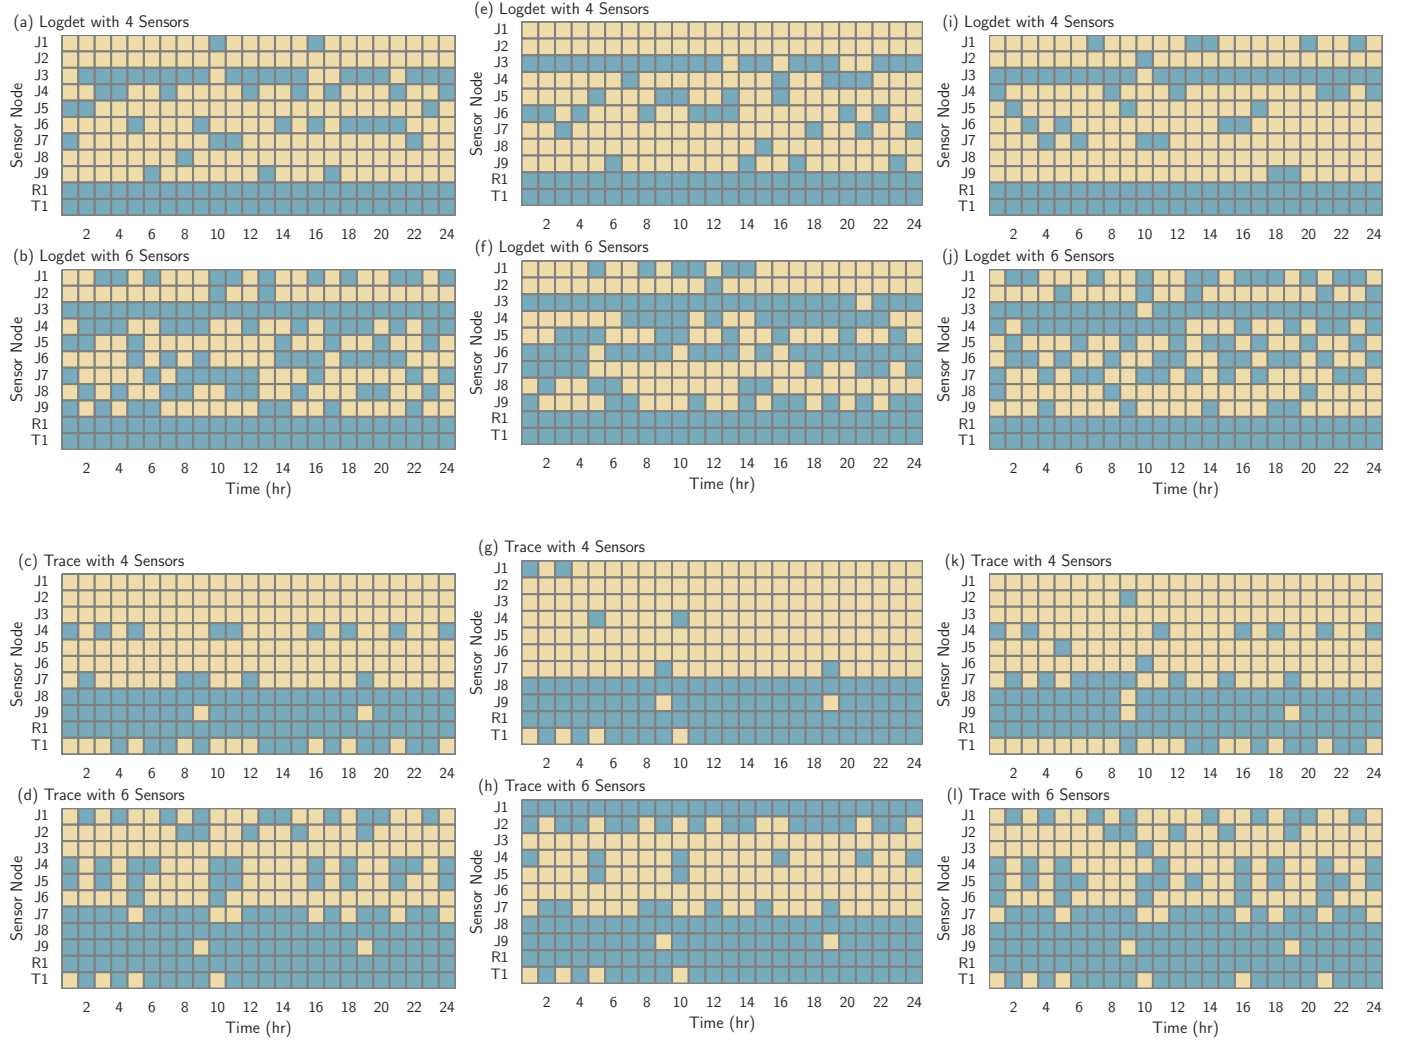 (a) Logdet with 4 Sensors
Sensor Node
J1
J2
J3
J4
J5
J6
J7
J8
J9
R1
T1
2 4 6 8 10 12 14 16 18 20 22 24
(b) Logdet with 6 Sensors
Sensor Node
J1
J2
J3
J4
J5
J6
J7
J8
J9
R1
T1
2 4 6 8 10 12 14 16 18 20 22 24
Time (hr)
(c) Trace with 4 Sensors
Sensor Node
J1
J2
J3
J4
J5
J6
J7
J8
J9
R1
T1
2 4 6 8 10 12 14 16 18 20 22 24
(d) Trace with 6 Sensors
Sensor Node
J1
J2
J3
J4
J5
J6
J7
J8
J9
R1
T1
2 4 6 8 10 12 14 16 18 20 22 24
Time (hr)
(e) Logdet with 4 Sensors
Sensor Node
J1
J2
J3
J4
J5
J6
J7
J8
J9
R1
T1
2 4 6 8 10 12 14 16 18 20 22 24
(f) Logdet with 6 Sensors
Sensor Node
J1
J2
J3
J4
J5
J6
J7
J8
J9
R1
T1
2 4 6 8 10 12 14 16 18 20 22 24
Time (hr)
(g) Trace with 4 Sensors
Sensor Node
J1
J2
J3
J4
J5
J6
J7
J8
J9
R1
T1
2 4 6 8 10 12 14 16 18 20 22 24
(h) Trace with 6 Sensors
Sensor Node
J1
J2
J3
J4
J5
J6
J7
J8
J9
R1
T1
2 4 6 8 10 12 14 16 18 20 22 24
Time (hr)
(i) Logdet with 4 Sensors
Sensor Node
J1
J2
J3
J4
J5
J6
J7
J8
J9
R1
T1
2 4 6 8 10 12 14 16 18 20 22 24
(j) Logdet with 6 Sensors
Sensor Node
J1
J2
J3
J4
J5
J6
J7
J8
J9
R1
T1
2 4 6 8 10 12 14 16 18 20 22 24
Time (hr)
(k) Trace with 4 Sensors
Sensor Node
J1
J2
J3
J4
J5
J6
J7
J8
J9
R1
T1
2 4 6 8 10 12 14 16 18 20 22 24
(l) Trace with 6 Sensors
Sensor Node
J1
J2
J3
J4
J5
J6
J7
J8
J9
R1
T1
2 4 6 8 10 12 14 16 18 20 22 24
Time (hr)